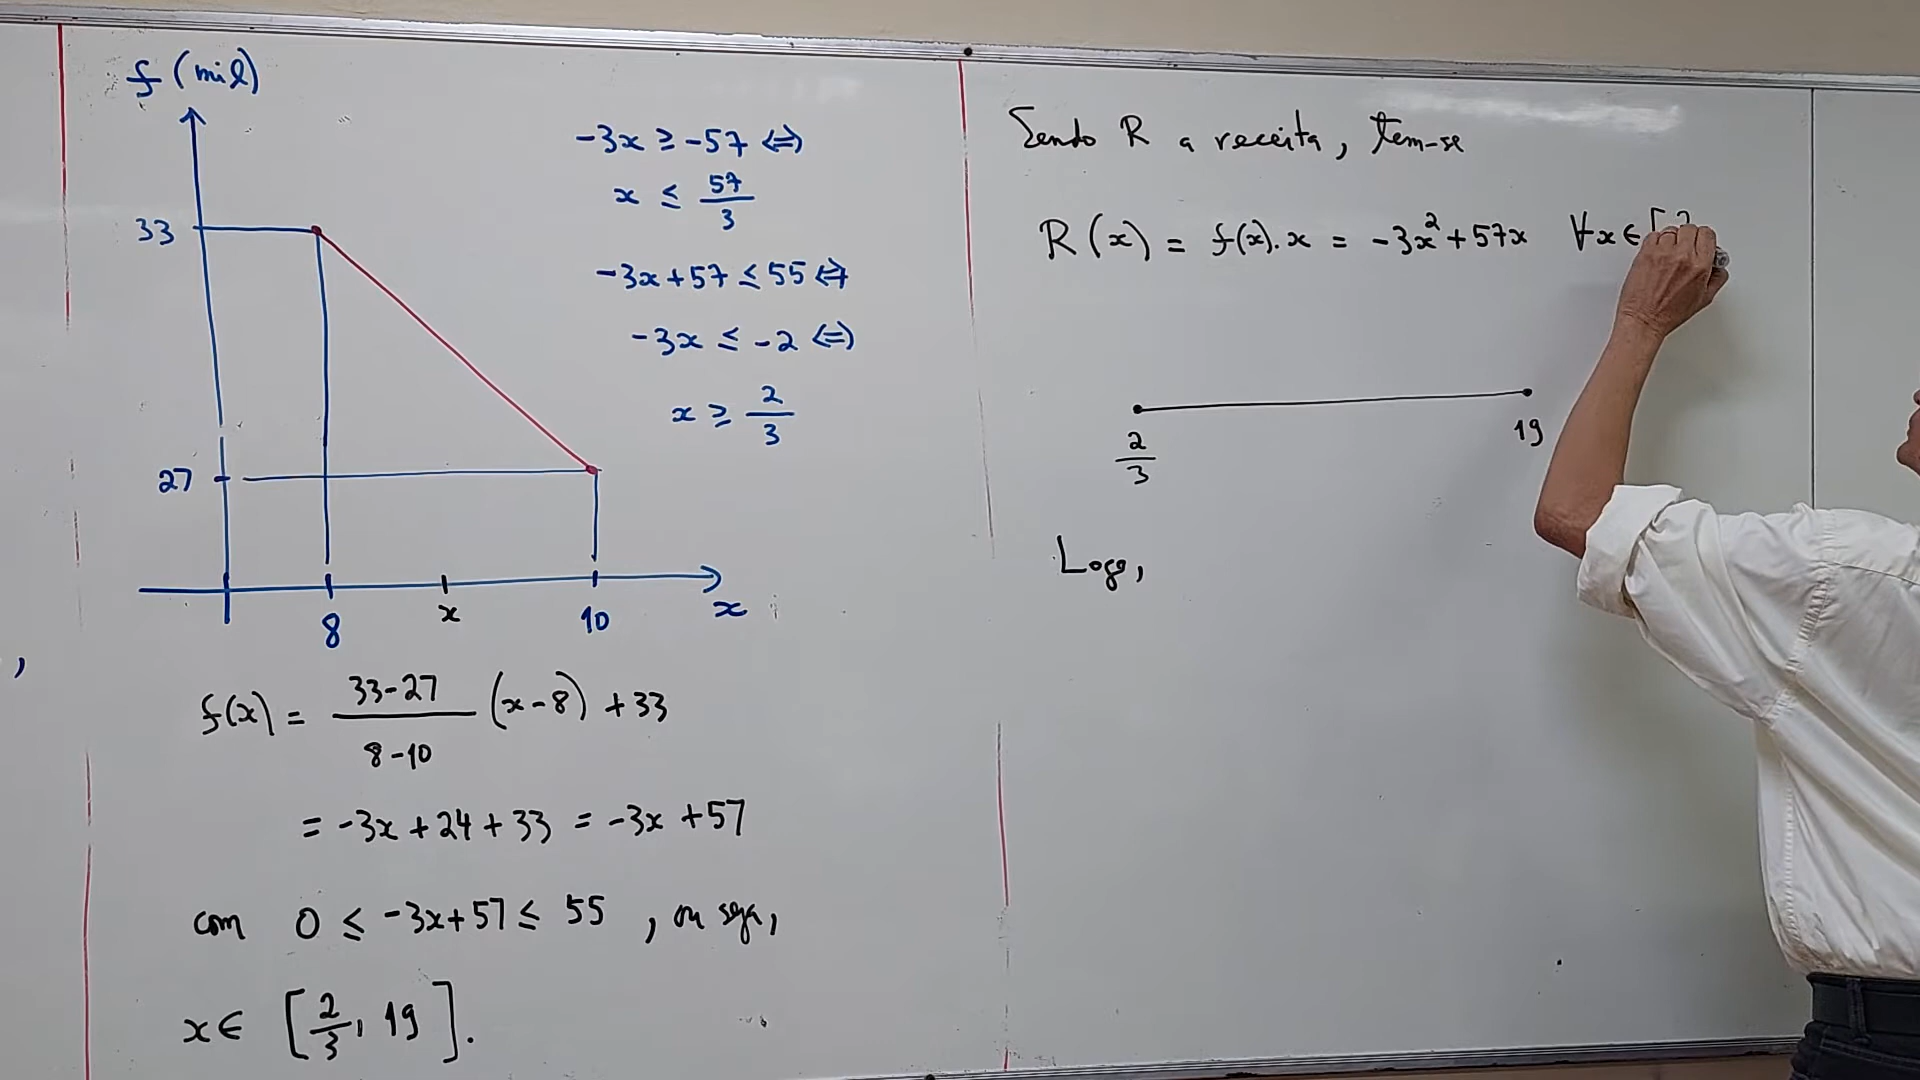 f (mil)
33
27
8
x
10
x
-3x ≥ -57 ⇔
x ≤ 57/3
-3x+57 ≤ 55 ⇔
-3x ≤ -2 ⇔
x ≥ 2/3
,
f(x) = 33-27/8-10 (x-8) +33
= -3x+24+33 = -3x+57
com 0 ≤ -3x+57 ≤ 55 , ou seja,
x ∈ [2/3, 19].
Sendo R a receita, tem-se
R(x) = f(x).x = -3x²+57x ∀x∈[
2/3
19
Logo,